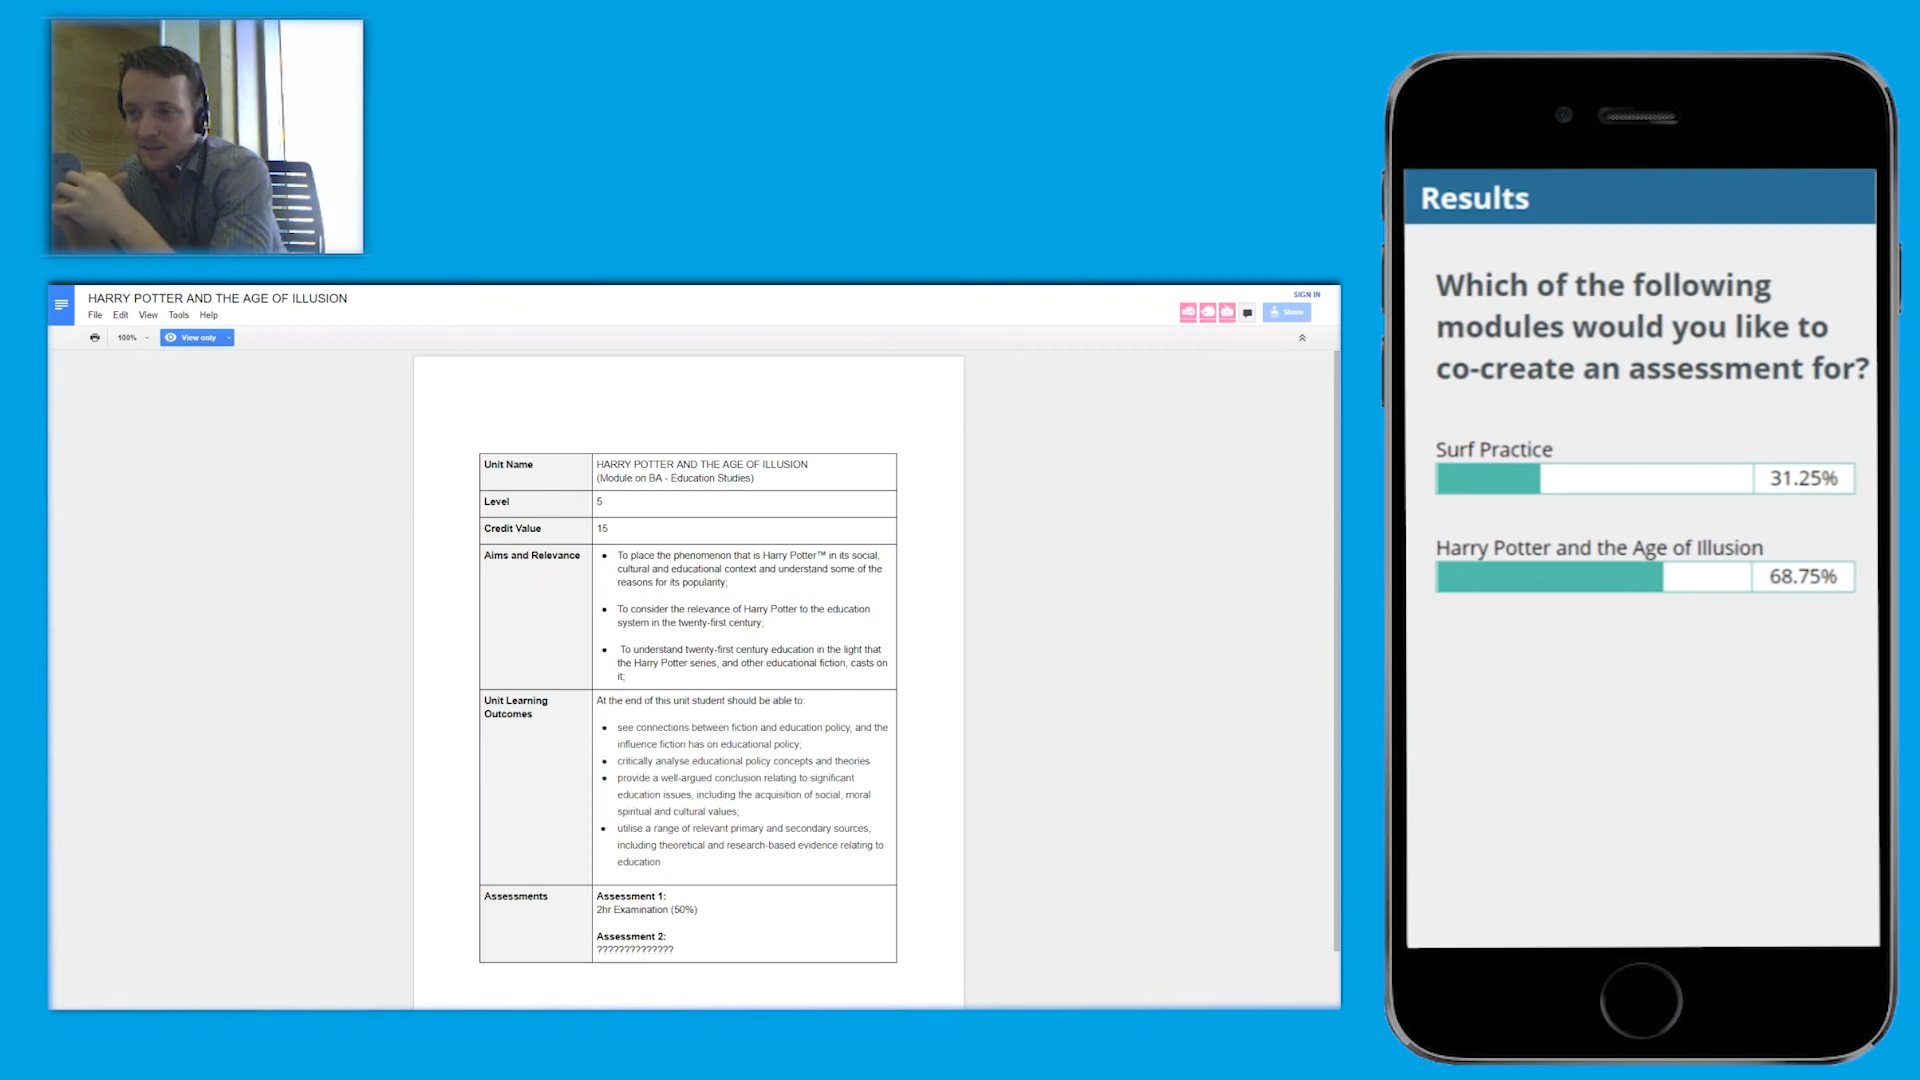 HARRY POTTER AND THE AGE OF ILLUSION
File Edit View Tools Help
SIGN IN
Share
100%
View only
Unit Name
HARRY POTTER AND THE AGE OF ILLUSION
(Module on BA - Education Studies)
Level
5
Credit Value
15
Aims and Relevance
To place the phenomenon that is Harry Potter™ in its social,
cultural and educational context and understand some of the
reasons for its popularity;
To consider the relevance of Harry Potter to the education
system in the twenty-first century;
To understand twenty-first century education in the light that
the Harry Potter series, and other educational fiction, casts on
it;
Unit Learning
Outcomes
At the end of this unit student should be able to:
see connections between fiction and education policy, and the
influence fiction has on educational policy;
critically analyse educational policy concepts and theories
provide a well-argued conclusion relating to significant
education issues, including the acquisition of social, moral
spiritual and cultural values;
utilise a range of relevant primary and secondary sources,
including theoretical and research-based evidence relating to
education
Assessments
Assessment 1:
2hr Examination (50%)
Assessment 2:
??????????????
Results
Which of the following
modules would you like to
co-create an assessment for?
Surf Practice
31.25%
Harry Potter and the Age of Illusion
68.75%